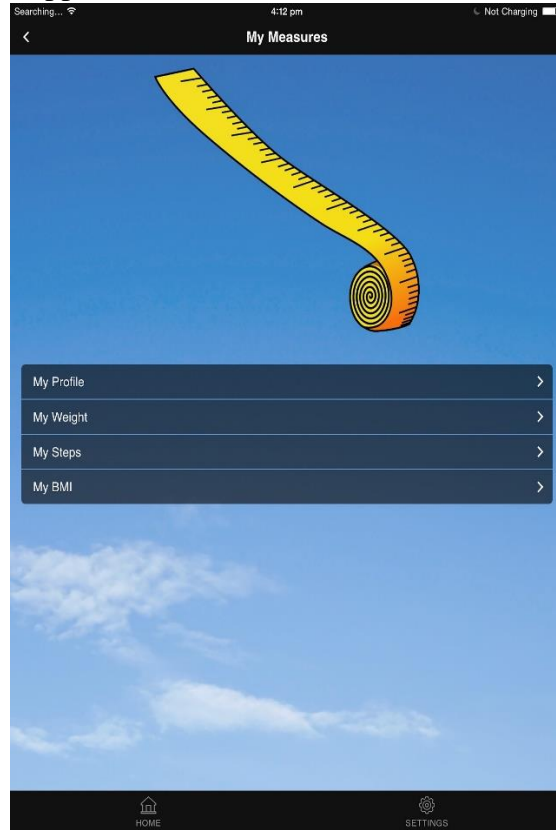 Searching...
4:12 pm
Not Charging
My Measures
My Profile
My Weight
My Steps
My BMI
HOME
SETTINGS